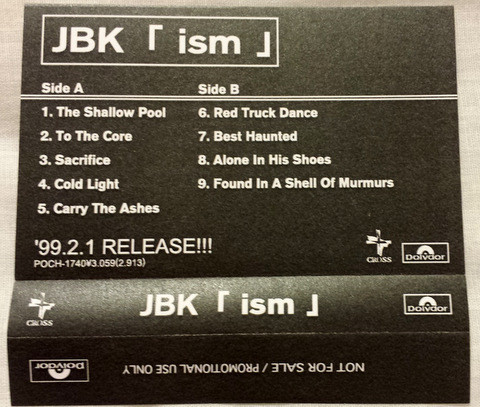 JBK「ism」
Side A
1. The Shallow Pool
2. To The Core
3. Sacrifice
4. Cold Light
5. Carry The Ashes
Side B
6. Red Truck Dance
7. Best Haunted
8. Alone In His Shoes
9. Found In A Shell Of Murmurs
'99.2.1 RELEASE!!!
POCH-1740¥3.059(2.913)
CROSS
Polydor
CROSS
JBK「ism」
Polydor
NOT FOR SALE / PROMOTIONAL USE ONLY
Polydor